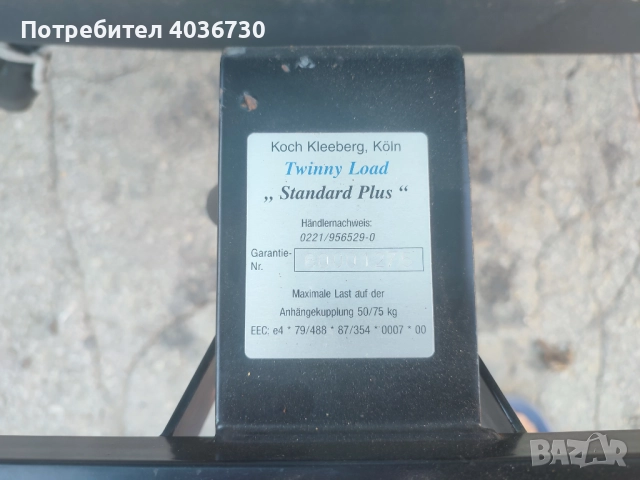 Потребител 4036730
Koch Kleeberg, Köln
Twinny Load
„ Standard Plus “
Händlernachweis:
0221/956529-0
Garantie-
Nr.
Maximale Last auf der
Anhängekupplung 50/75 kg
EEC: e4 * 79/488 * 87/354 * 0007 * 00
BAZAR
bg